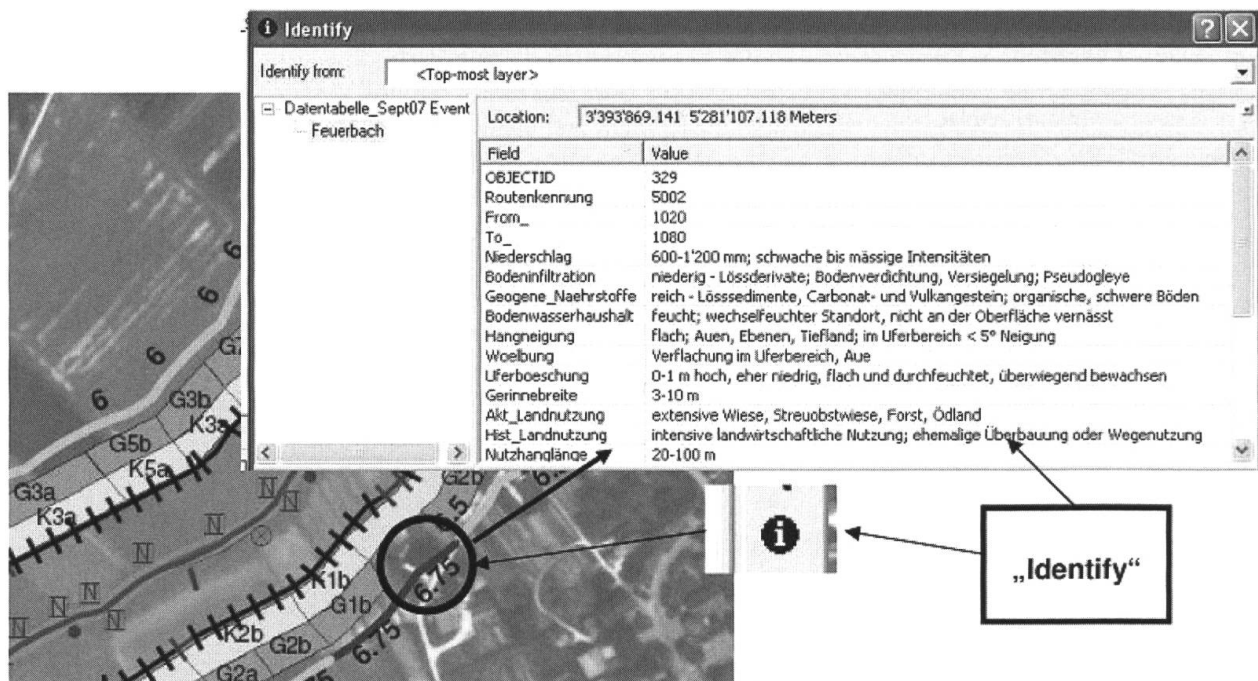 Identify
Identify from: <Top-most layer>
Datentabelle_Sept07 Event
Feuerbach
Location: 3'393'869.141 5'281'107.118 Meters
Field Value
OBJECTID 329
Routenkennung 5002
From_ 1020
To_ 1080
Niederschlag 600-1'200 mm; schwache bis mässige Intensitäten
Bodeninfiltration niederig - Lössderivate; Bodenverdichtung, Versiegelung; Pseudogleye
Geogene_Naehrstoffe reich - Lösssedimente, Carbonat- und Vulkangestein; organische, schwere Böden
Bodenwasserhaushalt feucht; wechselfeuchter Standort, nicht an der Oberfläche vernässt
Hangneigung flach; Auen, Ebenen, Tiefland; im Uferbereich < 5° Neigung
Woelbung Verflachung im Uferbereich, Aue
Uferboeschung 0-1 m hoch, eher niedrig, flach und durchfeuchtet, überwiegend bewachsen
Gerinnebreite 3-10 m
Akt_Landnutzung extensive Wiese, Streuobstwiese, Forst, Ödland
Hist_Landnutzung intensive landwirtschaftliche Nutzung; ehemalige Überbauung oder Wegenutzung
Nutzhanglänge 20-100 m
6
6
6
6
6
G3b
K3a
G5b
K5a
G3a
K3a
G2b
N
N
N
N
N
N
N
K1b
G1b
6.75
K2b
G2b
6.75
G2a
„Identify“